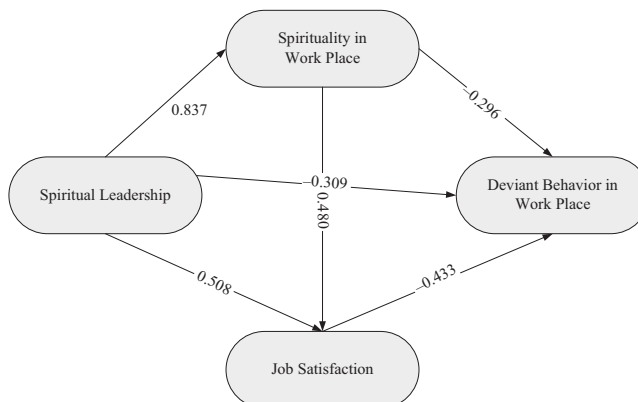 Spirituality in
Work Place
0.837
–0.296
Spiritual Leadership
–0.309
0.480
Deviant Behavior in
Work Place
0.508
–0.433
Job Satisfaction